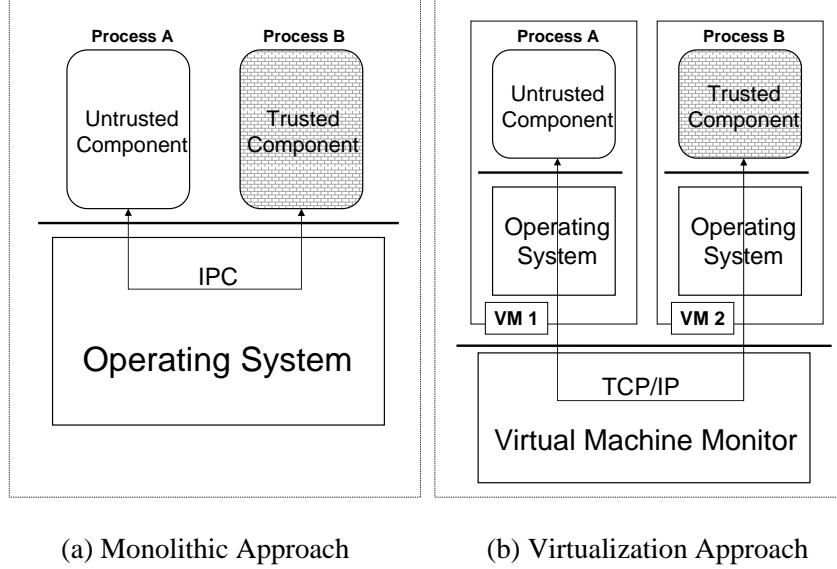 Process A
Process B
Untrusted
Component
Trusted
Component
IPC
Operating System
(a) Monolithic Approach
Process A
Process B
Untrusted
Component
Trusted
Component
Operating
System
Operating
System
VM 1
VM 2
TCP/IP
Virtual Machine Monitor
(b) Virtualization Approach